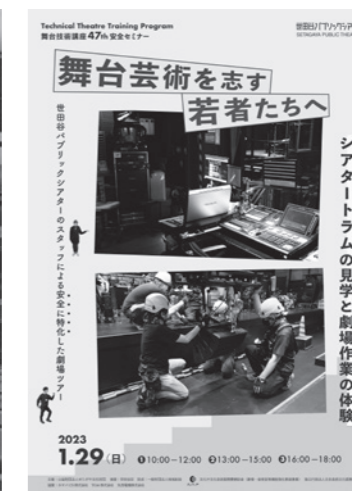 Technical Theatre Training Program
舞台技術講座47th 安全セミナー
世田谷パブリックシアター
SETAGAYA PUBLIC THEATRE
舞台芸術を志す
若者たちへ
シアタートラムの見学と劇場作業の体験
世田谷パブリックシアターのスタッフによる安全に特化した劇場ツアー
2023
1.29(日) ❶10:00−12:00 ❷13:00−15:00 ❸16:00−18:00